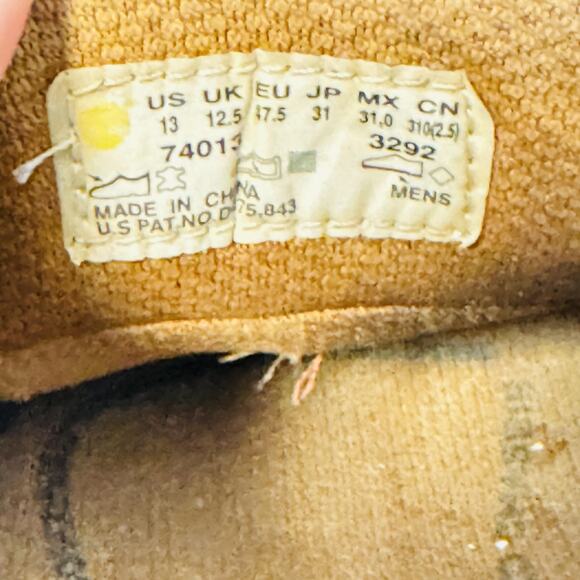 US UK EU JP MX CN
13 12.5 47.5 31 31.0 310(2.5)
74013 3292
MENS
MADE IN CHINA
U.S PAT.NO.D 75,843